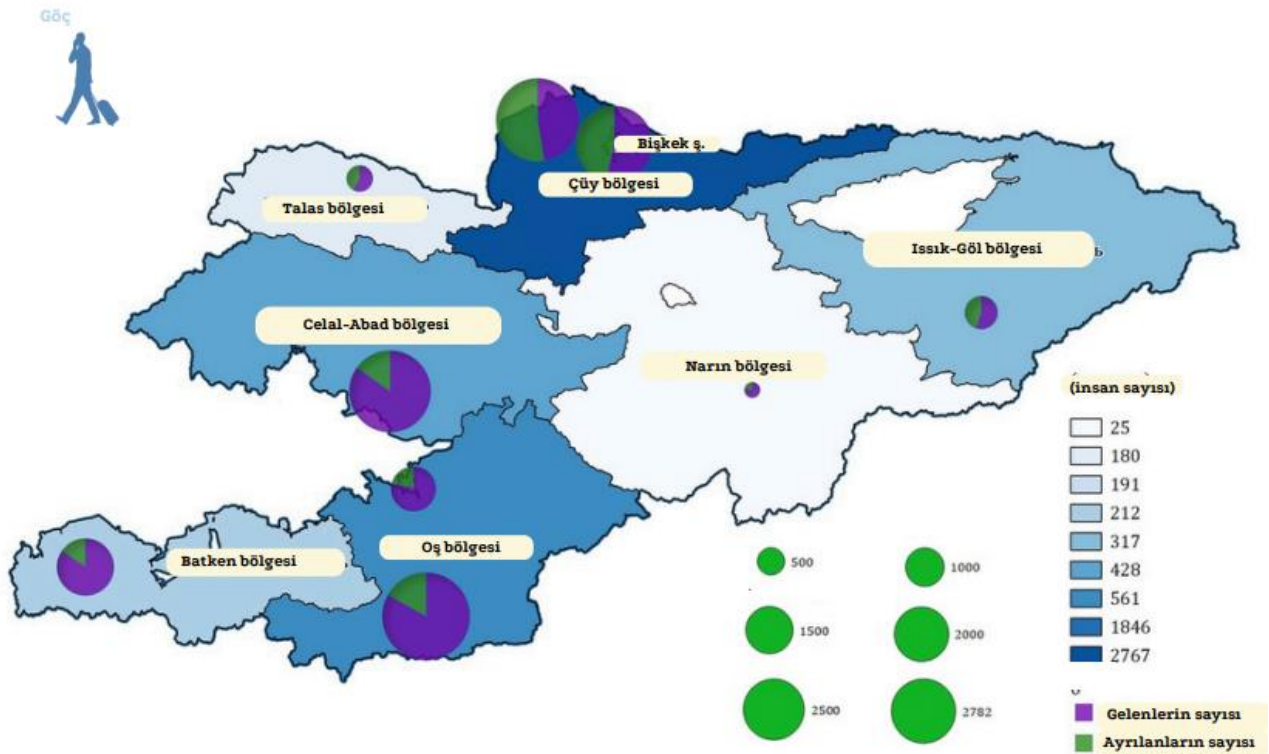 Göç
Bişkek ş.
Çüy bölgesi
Talas bölgesi
Issık-Göl bölgesi
Celal-Abad bölgesi
Narın bölgesi
Oş bölgesi
Batken bölgesi
(insan sayısı)
25
180
191
212
317
428
561
1846
2767
500
1000
1500
2000
2500
2782
Gelenlerin sayısı
Ayrılanların sayısı